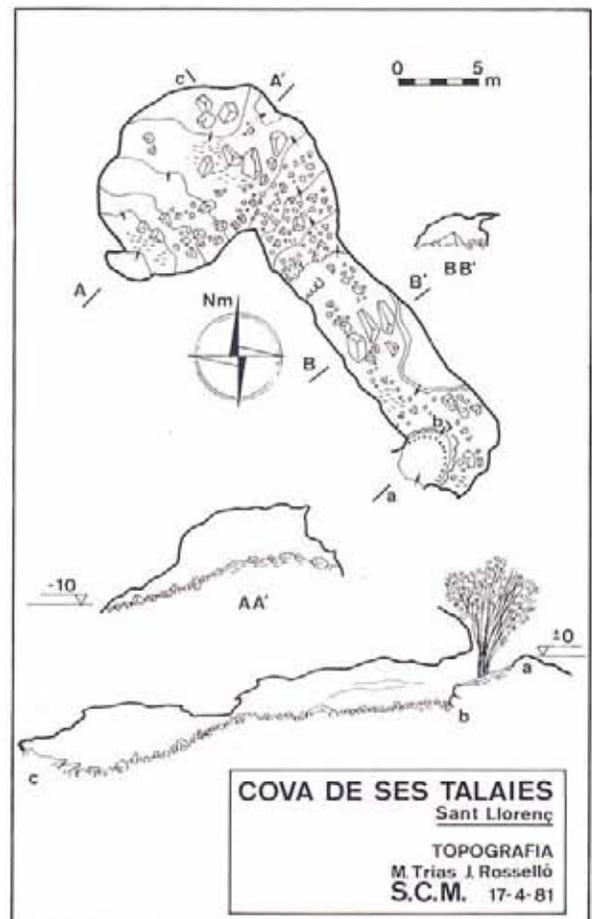 c
A'
0 5
m
BB'
A
B'
Nm
B
b
a
-10
AA'
±0
a
b
c
COVA DE SES TALAIES
Sant Llorenç
TOPOGRAFIA
M. Trias J. Rosselló
S.C.M. 17-4-81